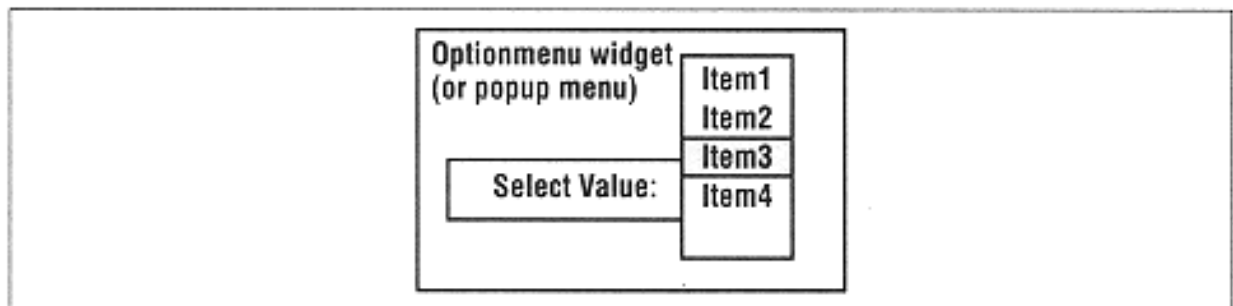 Optionmenu widget
(or popup menu)
Item1
Item2
Item3
Select Value:
Item4